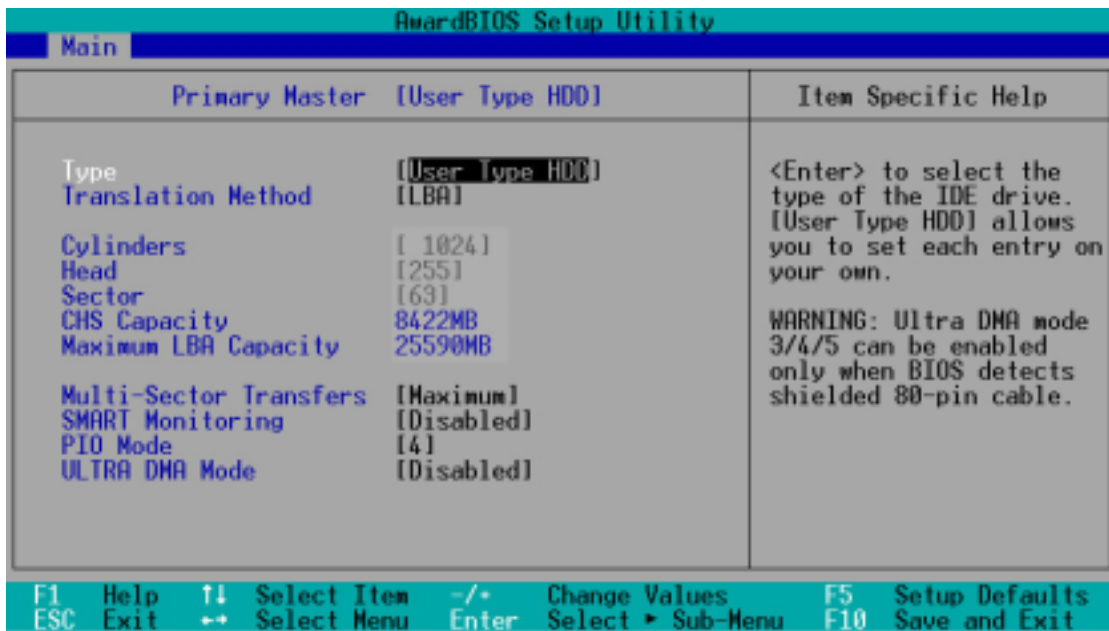 AwardBIOS Setup Utility
Main
Primary Master [User Type HDD]
Item Specific Help
Type [User Type HDD]
Translation Method [LBA]
Cylinders [ 1024]
Head [255]
Sector [63]
CHS Capacity 8422MB
Maximum LBA Capacity 25590MB
Multi-Sector Transfers [Maximum]
SMART Monitoring [Disabled]
PIO Mode [4]
ULTRA DMA Mode [Disabled]
<Enter> to select the
type of the IDE drive.
[User Type HDD] allows
you to set each entry on
your own.
WARNING: Ultra DMA mode
3/4/5 can be enabled
only when BIOS detects
shielded 80-pin cable.
F1 Help ↑↓ Select Item -/+ Change Values F5 Setup Defaults
ESC Exit ←→ Select Menu Enter Select ► Sub-Menu F10 Save and Exit